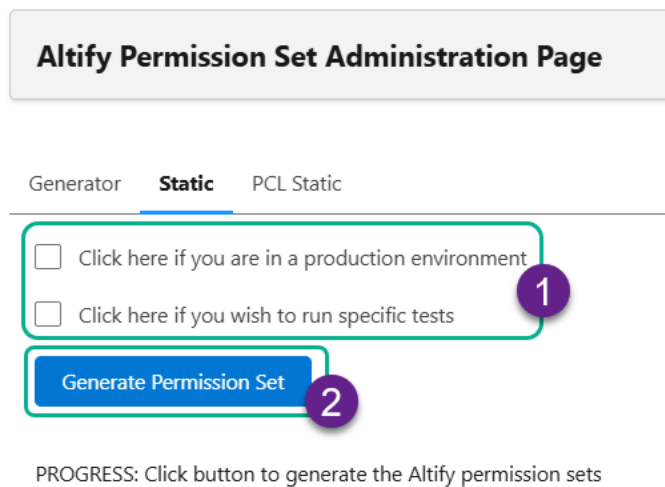 Altify Permission Set Administration Page
Generator Static PCL Static
Click here if you are in a production environment
1
Click here if you wish to run specific tests
Generate Permission Set
2
PROGRESS: Click button to generate the Altify permission sets